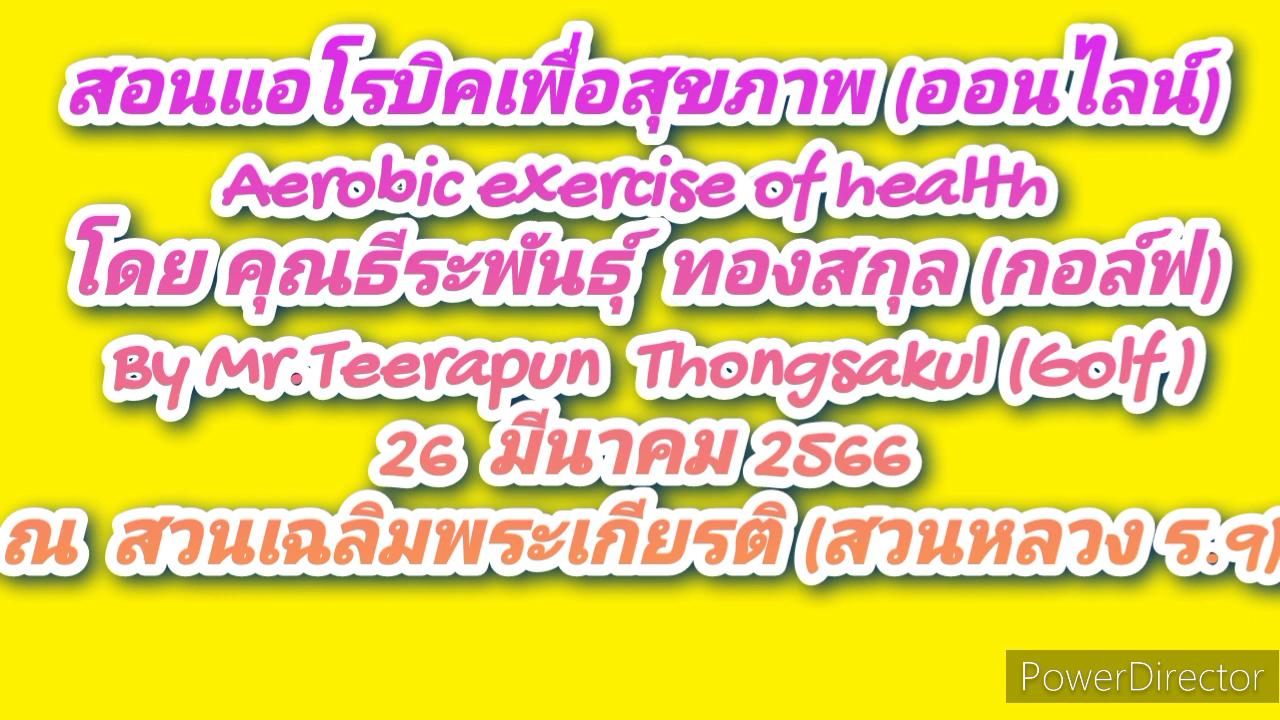 สอนแอโรบิคเพื่อสุขภาพ (ออนไลน์)
Aerobic exercise of health
โดย คุณธีระพันธุ์ ทองสกุล (กอล์ฟ)
By Mr.Teerapun Thongsakul (Golf)
26 มีนาคม 2566
ณ สวนเฉลิมพระเกียรติ (สวนหลวง ร.9)
PowerDirector